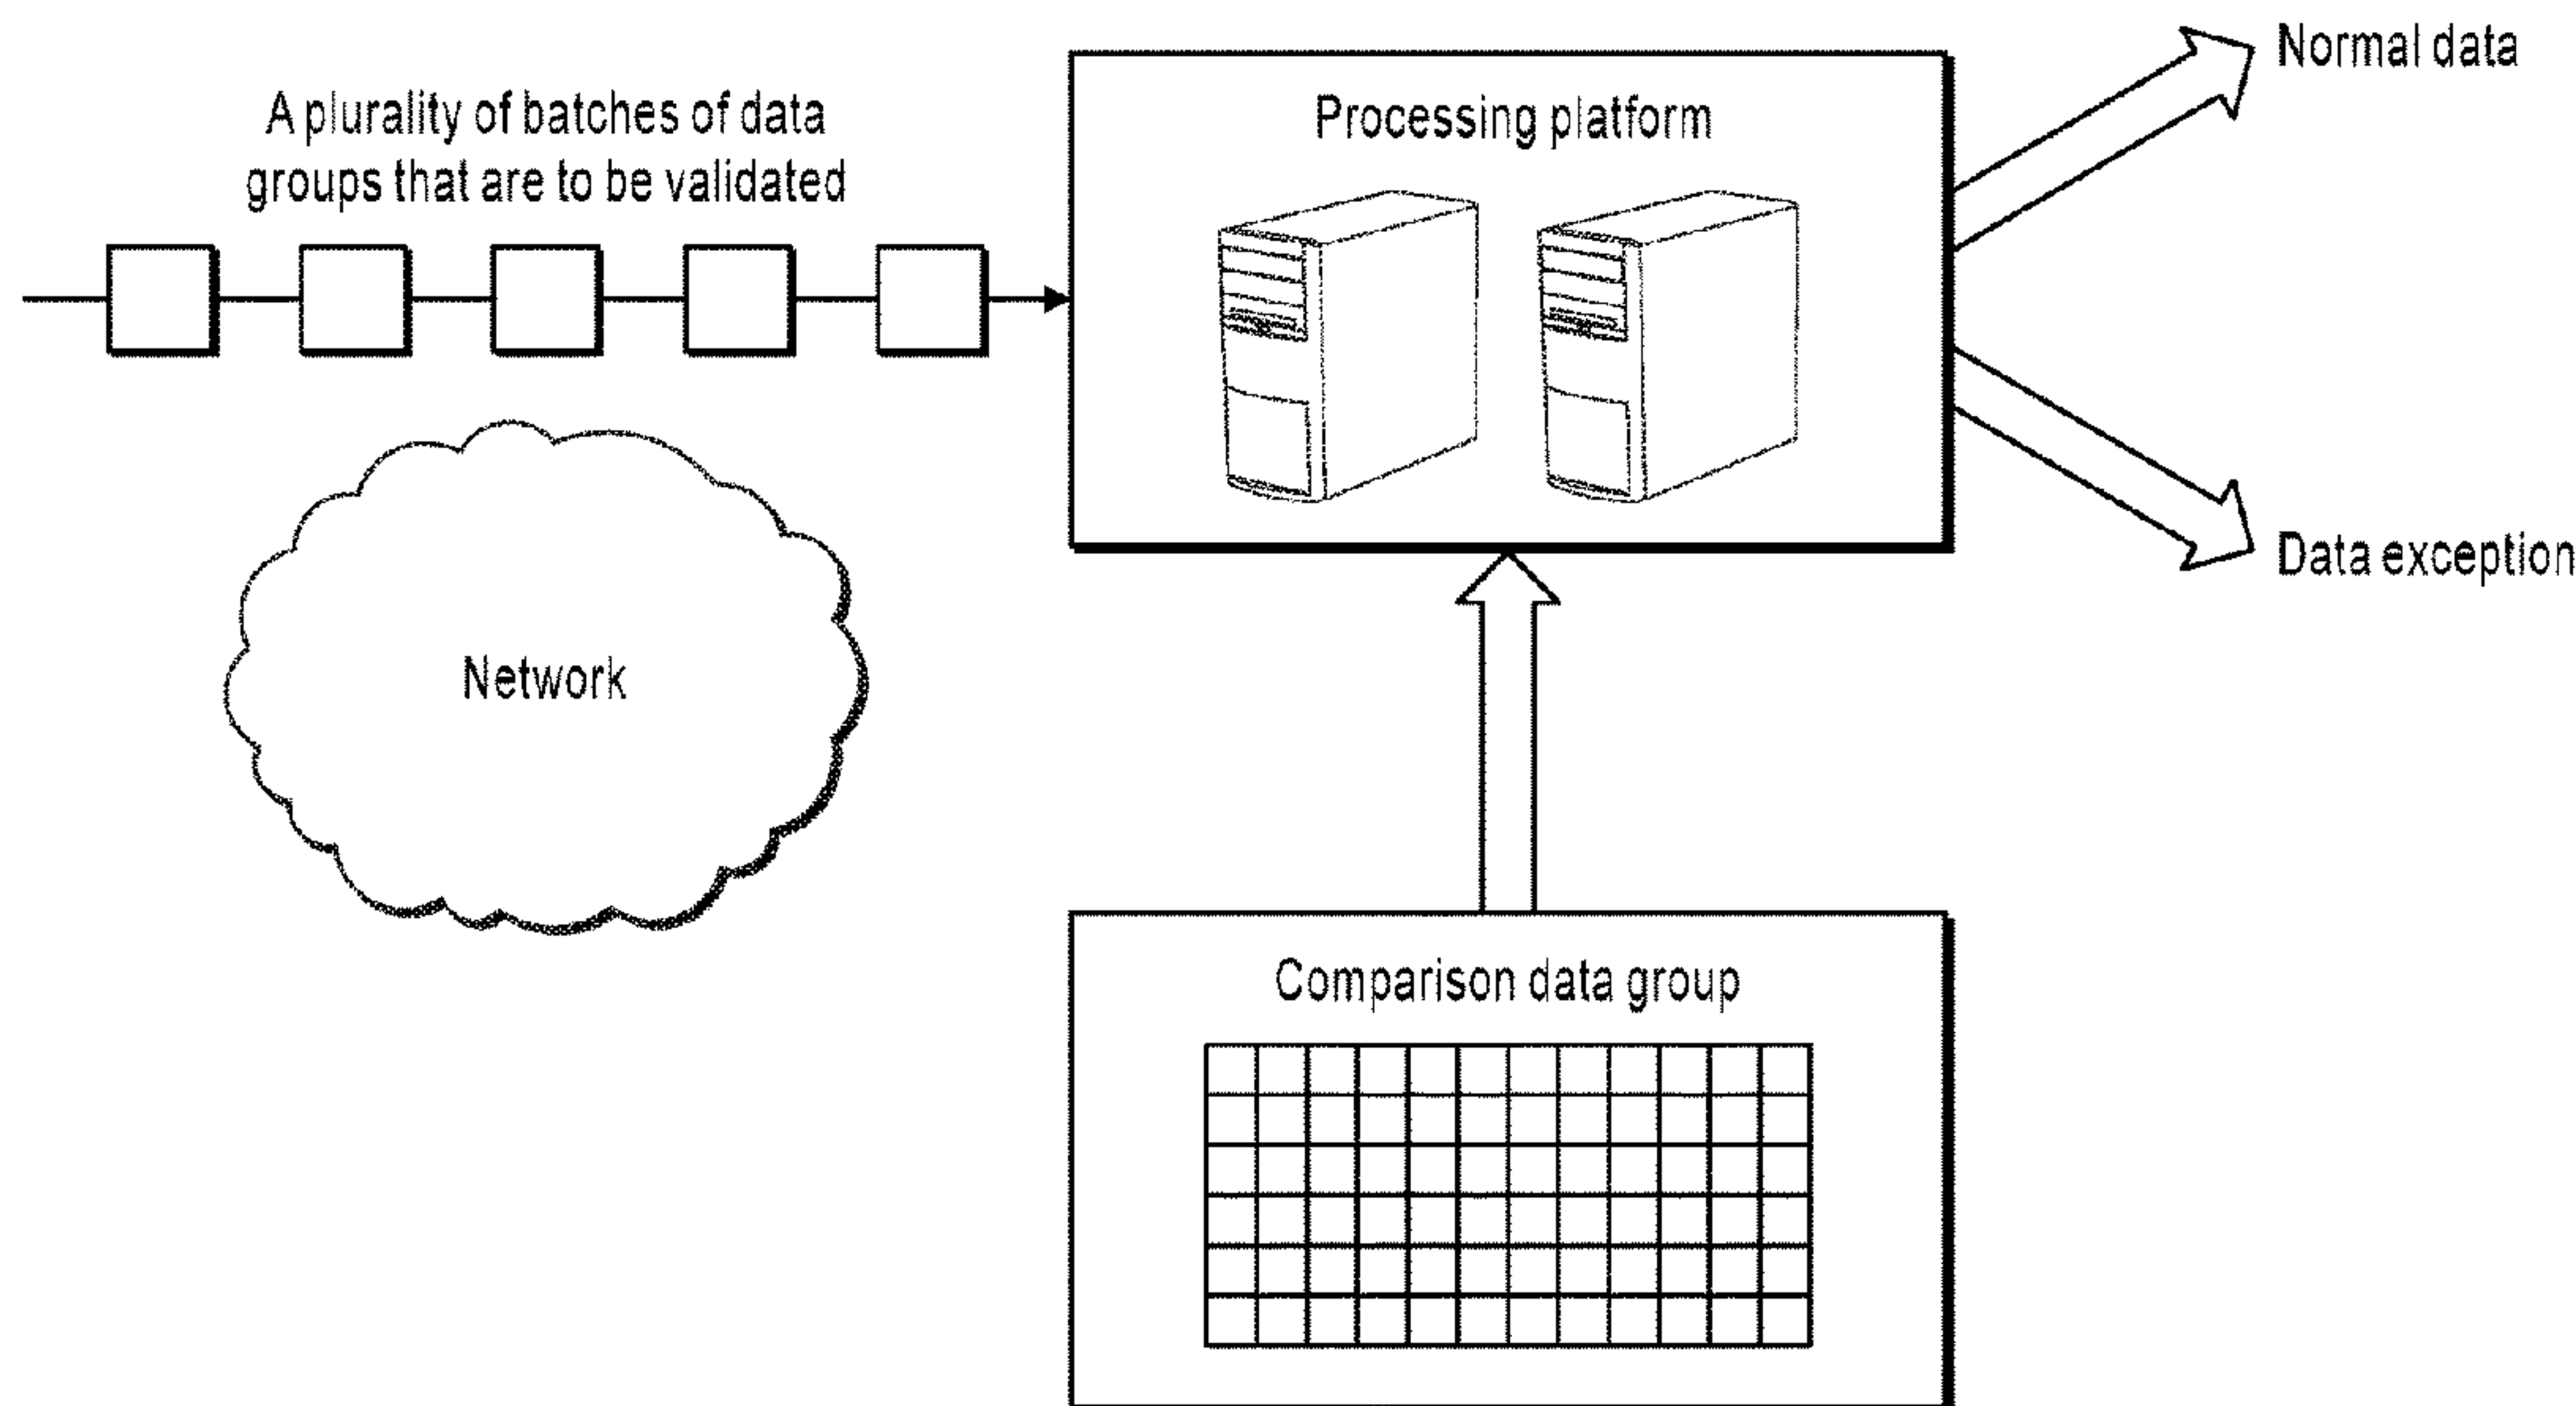 A plurality of batches of data
groups that are to be validated
Processing platform
Normal data
Data exception
Network
Comparison data group